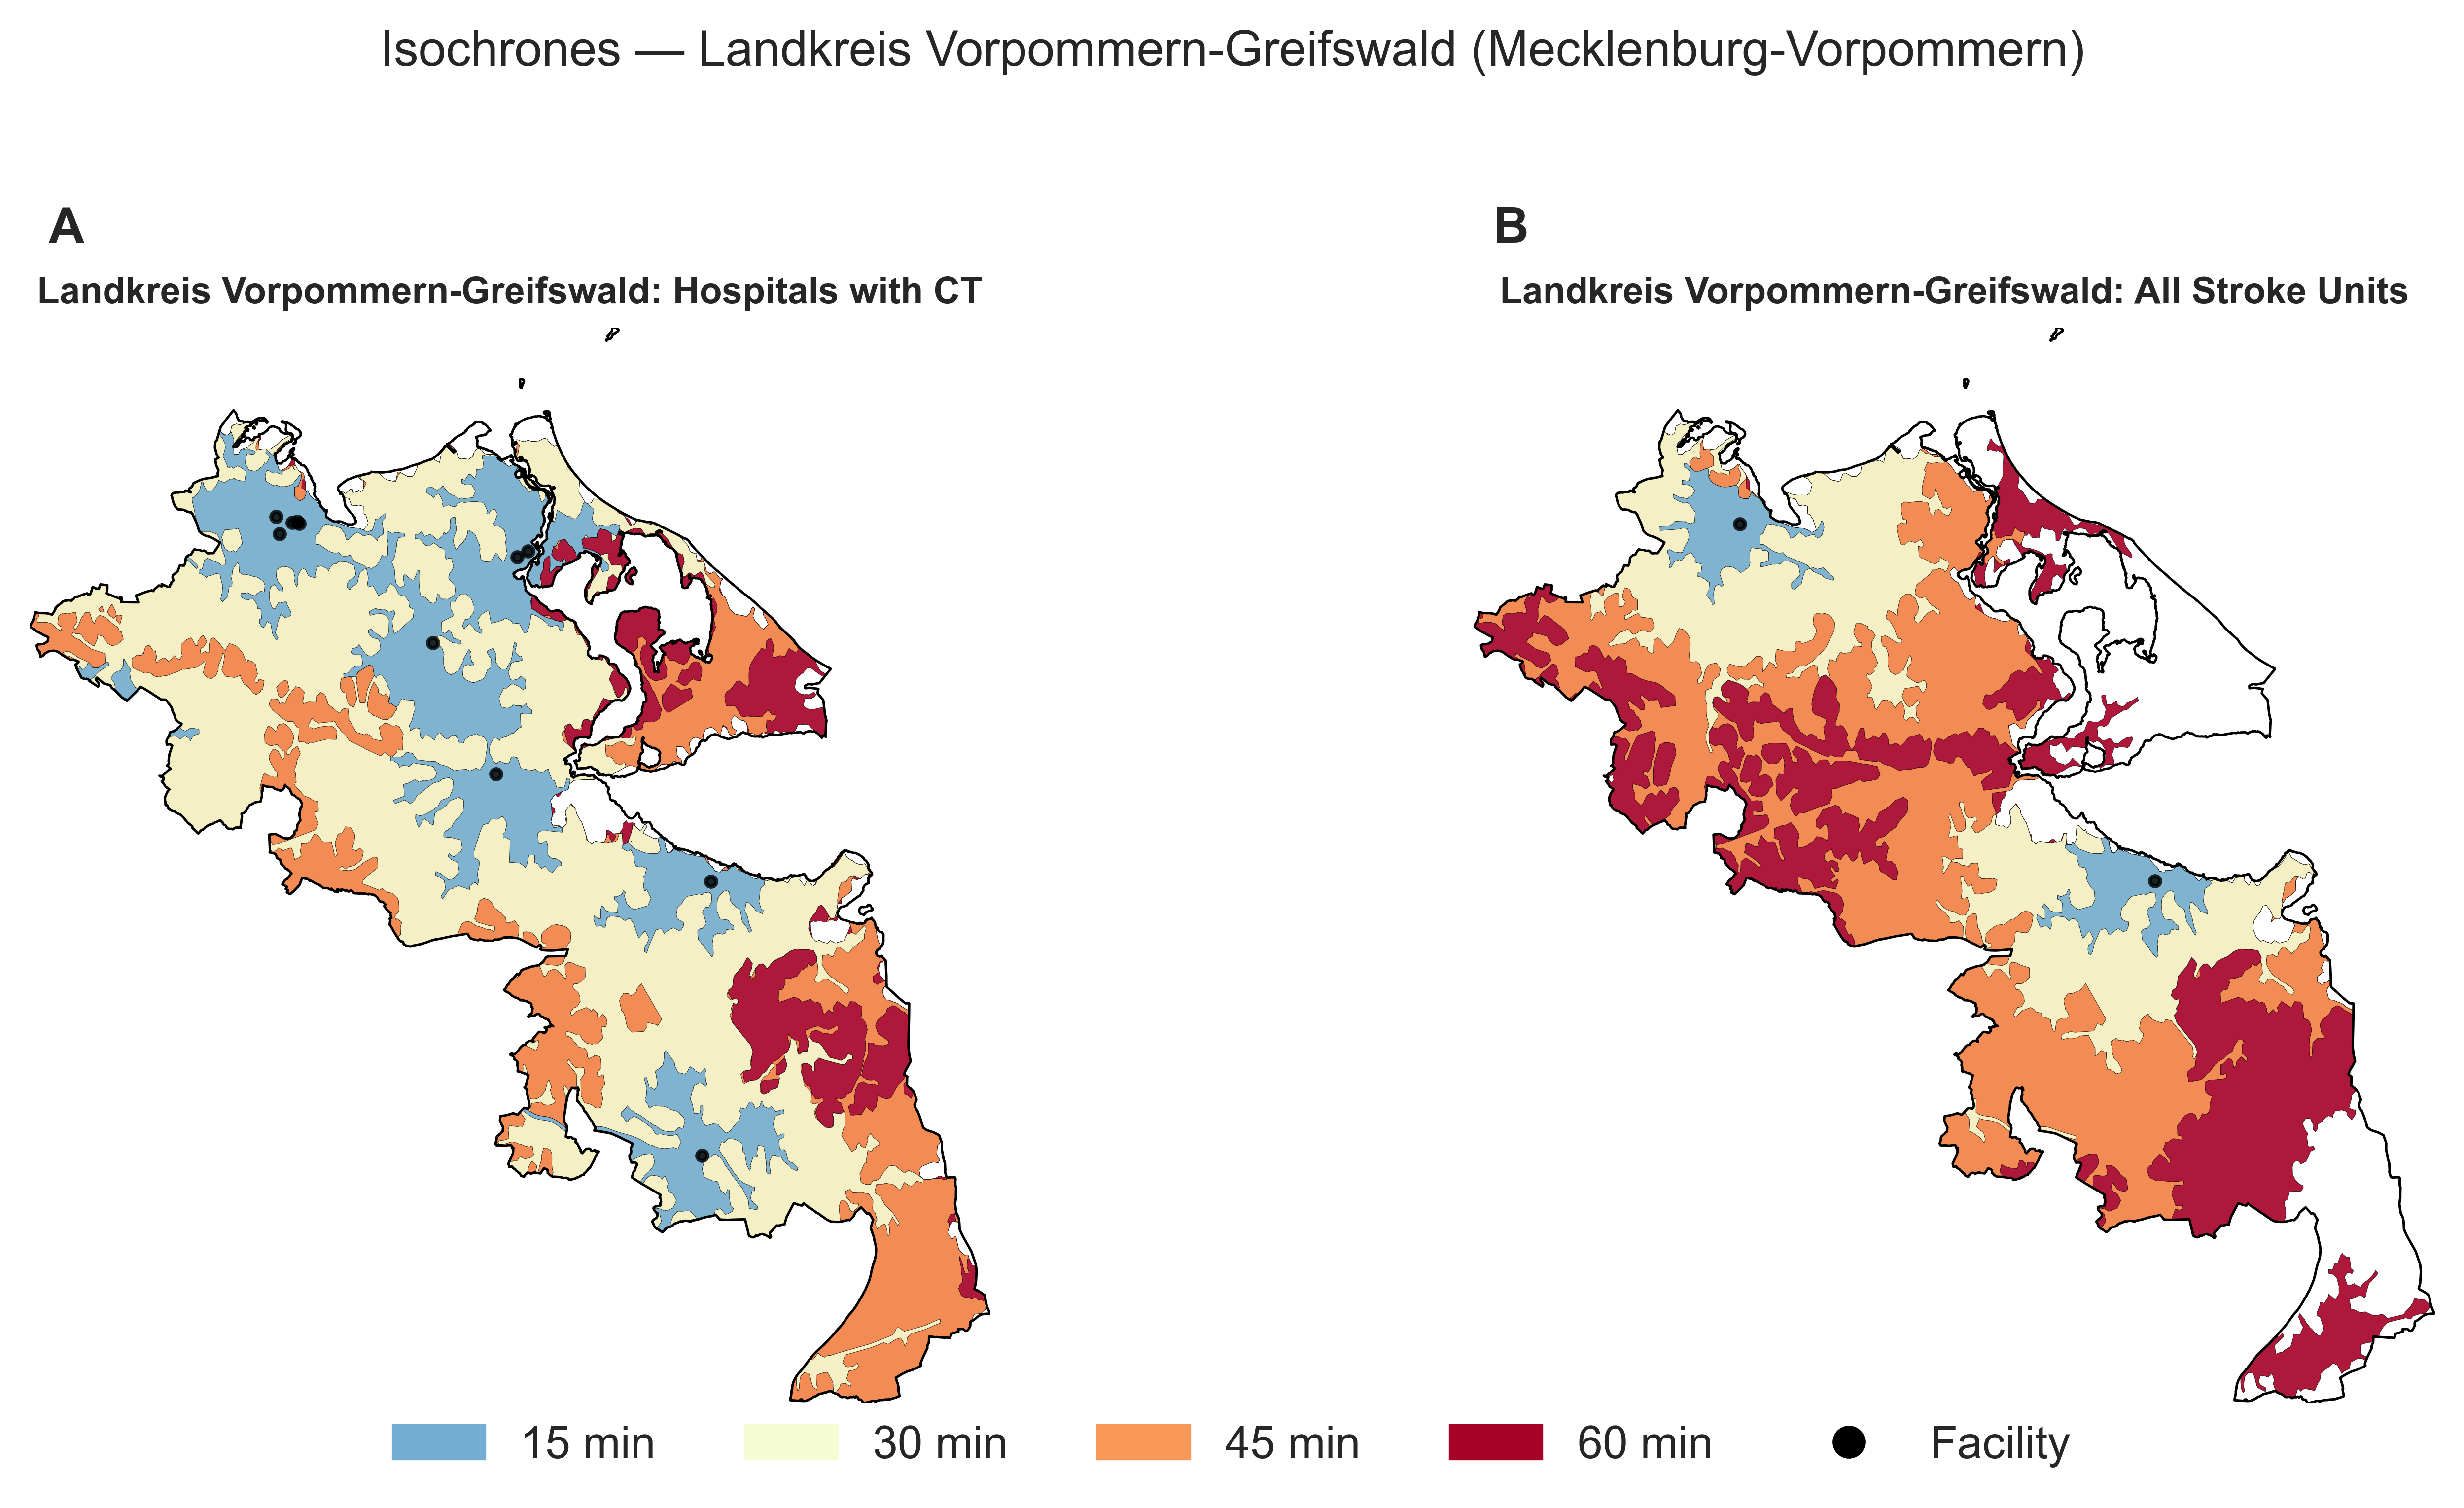 Isochrones — Landkreis Vorpommern-Greifswald (Mecklenburg-Vorpommern)
A
Landkreis Vorpommern-Greifswald: Hospitals with CT
B
Landkreis Vorpommern-Greifswald: All Stroke Units
15 min
30 min
45 min
60 min
Facility